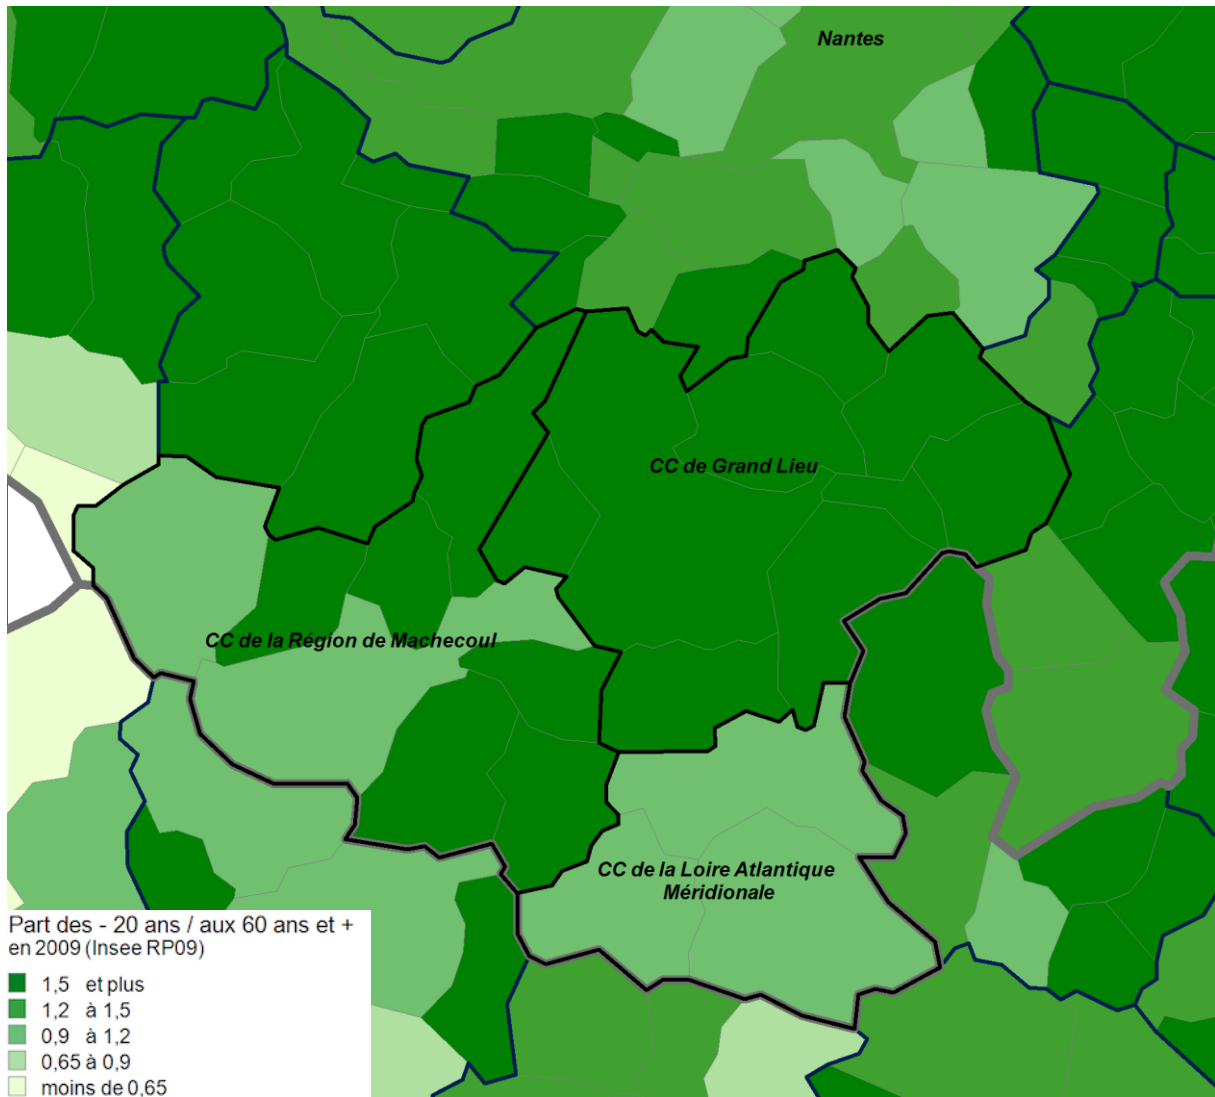 Nantes
CC de Grand Lieu
CC de la Région de Machecoul
CC de la Loire Atlantique
Méridionale
Part des - 20 ans / aux 60 ans et +
en 2009 (Insee RP09)
1,5 et plus
1,2 à 1,5
0,9 à 1,2
0,65 à 0,9
moins de 0,65